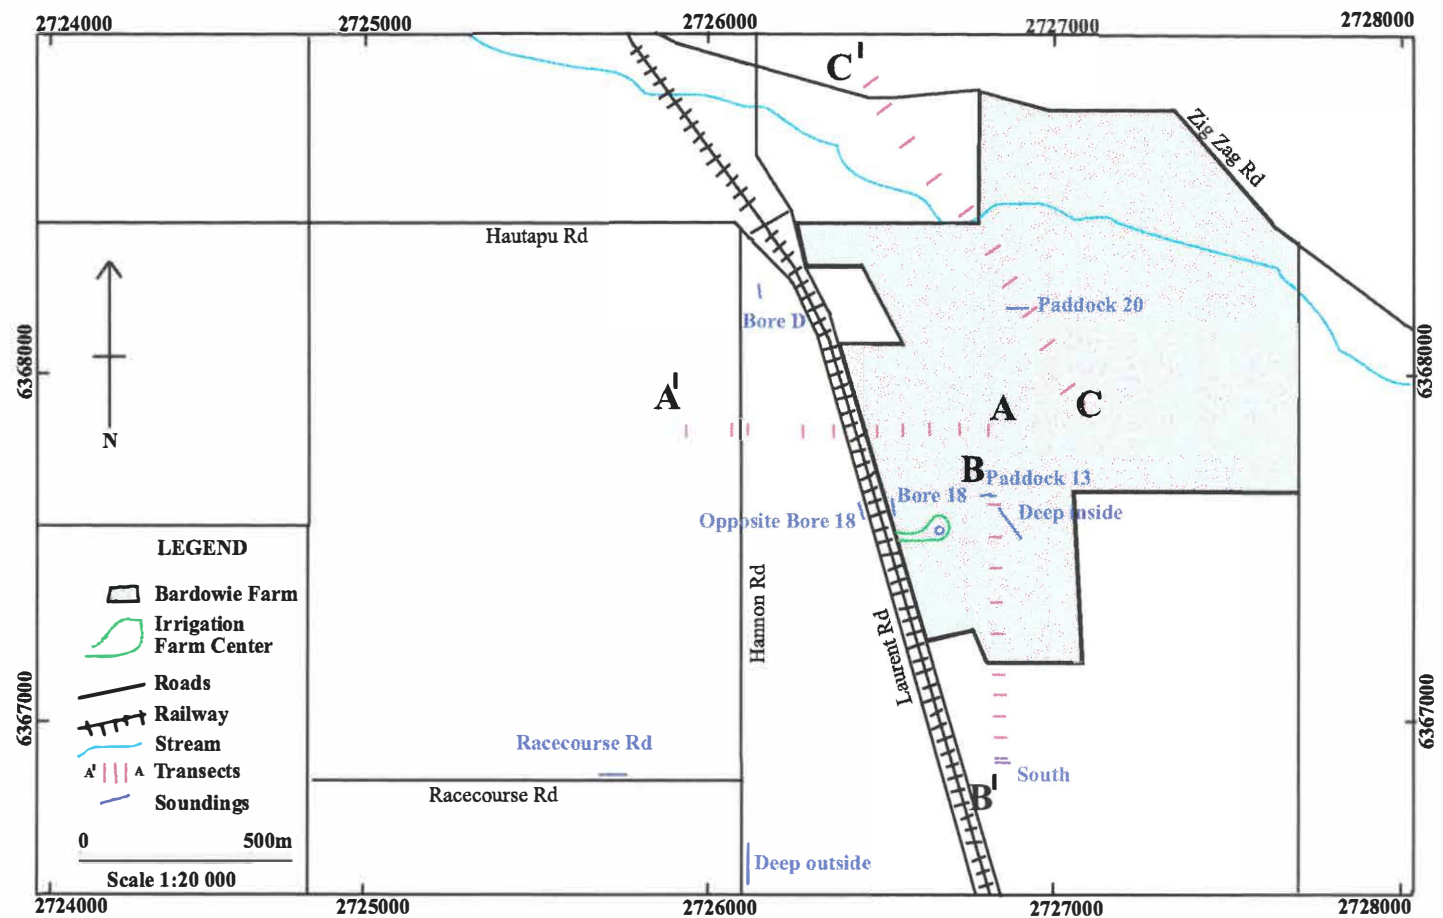 2724000 2725000 2726000 2727000 2728000
C'
Zig Zag Rd
Hautapu Rd
Paddock 20
Bore D
6368000
6368000
A'
A
C
N
B
Paddock 13
Bore 18
Deep inside
Opposite Bore 18
LEGEND
Bardowie Farm
Irrigation
Farm Center
Roads
Railway
Stream
A' A Transects
Soundings
0 500m
Scale 1:20 000
Hannon Rd
Laurent Rd
6367000
6367000
Racecourse Rd
South
Racecourse Rd
B'
Deep outside
2724000 2725000 2726000 2727000 2728000